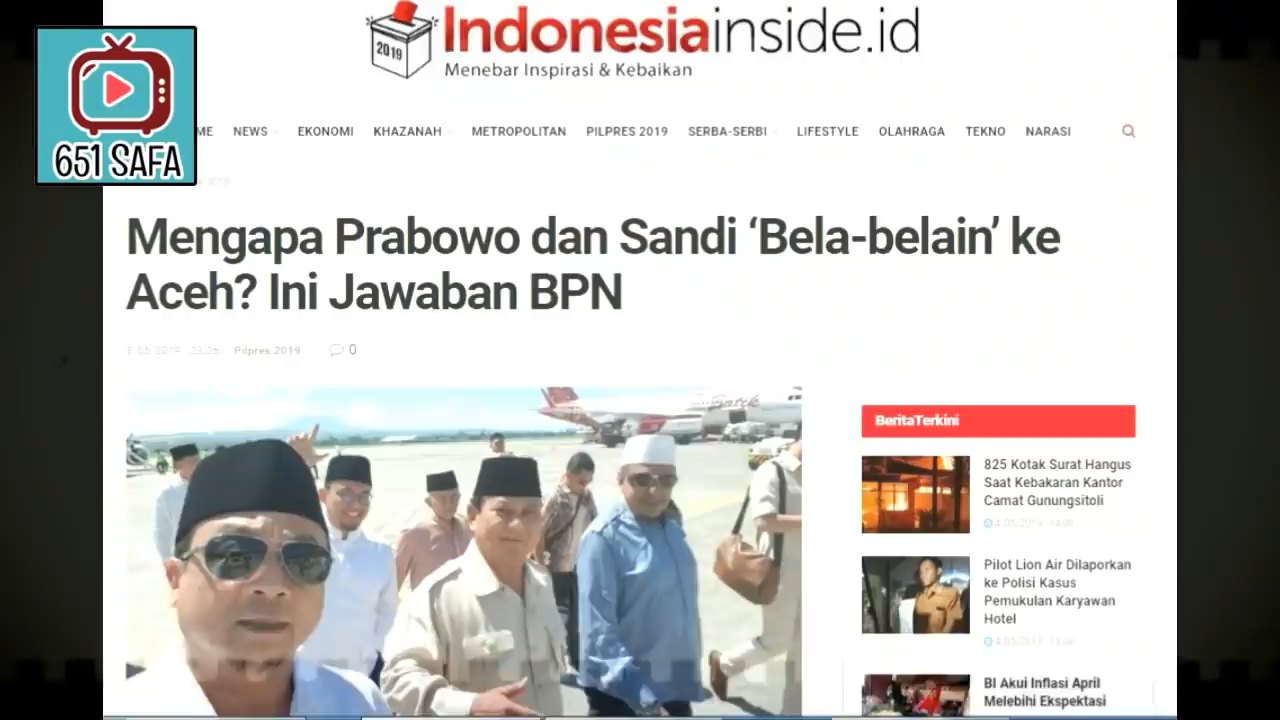 2019
Indonesiainside.id
Menebar Inspirasi & Kebaikan
651 SAFA
ME NEWS EKONOMI KHAZANAH METROPOLITAN PILPRES 2019 SERBA-SERBI LIFESTYLE OLAHRAGA TEKNO NARASI
2019
Mengapa Prabowo dan Sandi ‘Bela-belain’ ke
Aceh? Ini Jawaban BPN
Pilpres 2019 0
BeritaTerkini
825 Kotak Surat Hangus
Saat Kebakaran Kantor
Camat Gunungsitoli
Pilot Lion Air Dilaporkan
ke Polisi Kasus
Pemukulan Karyawan
Hotel
BI Akui Inflasi April
Melebihi Ekspektasi